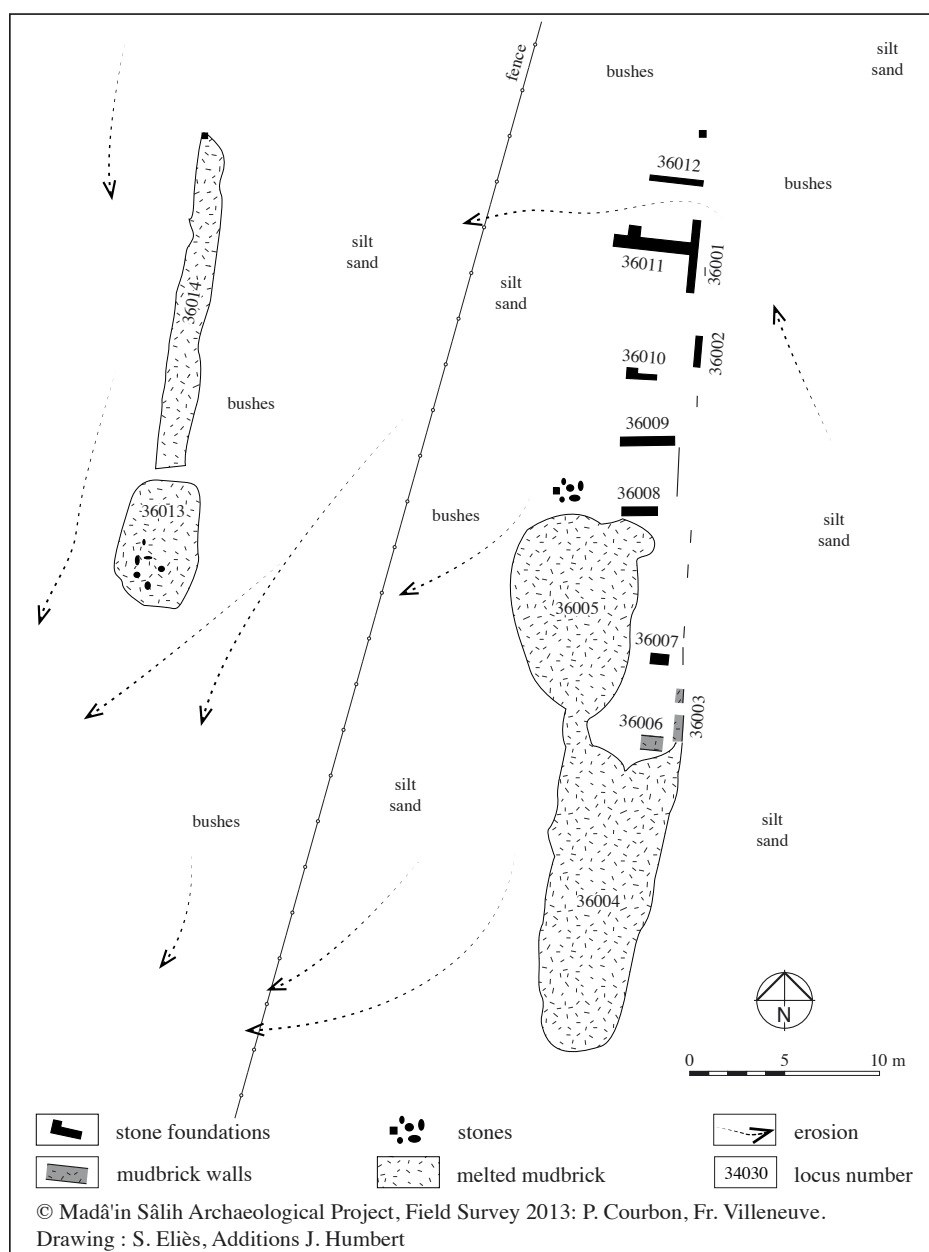 fence
bushes
silt
sand
36012
bushes
silt
sand
36001
36011
silt
sand
36014
36002
36010
bushes
36009
36008
36013
bushes
silt
sand
36005
36007
36003
36006
silt
sand
bushes
silt
sand
36004
N
0 5 10 m
stone foundations
stones
erosion
mudbrick walls
melted mudbrick
34030
locus number
© Madâ'in Sâlih Archaeological Project, Field Survey 2013: P. Courbon, Fr. Villeneuve.
Drawing : S. Eliès, Additions J. Humbert